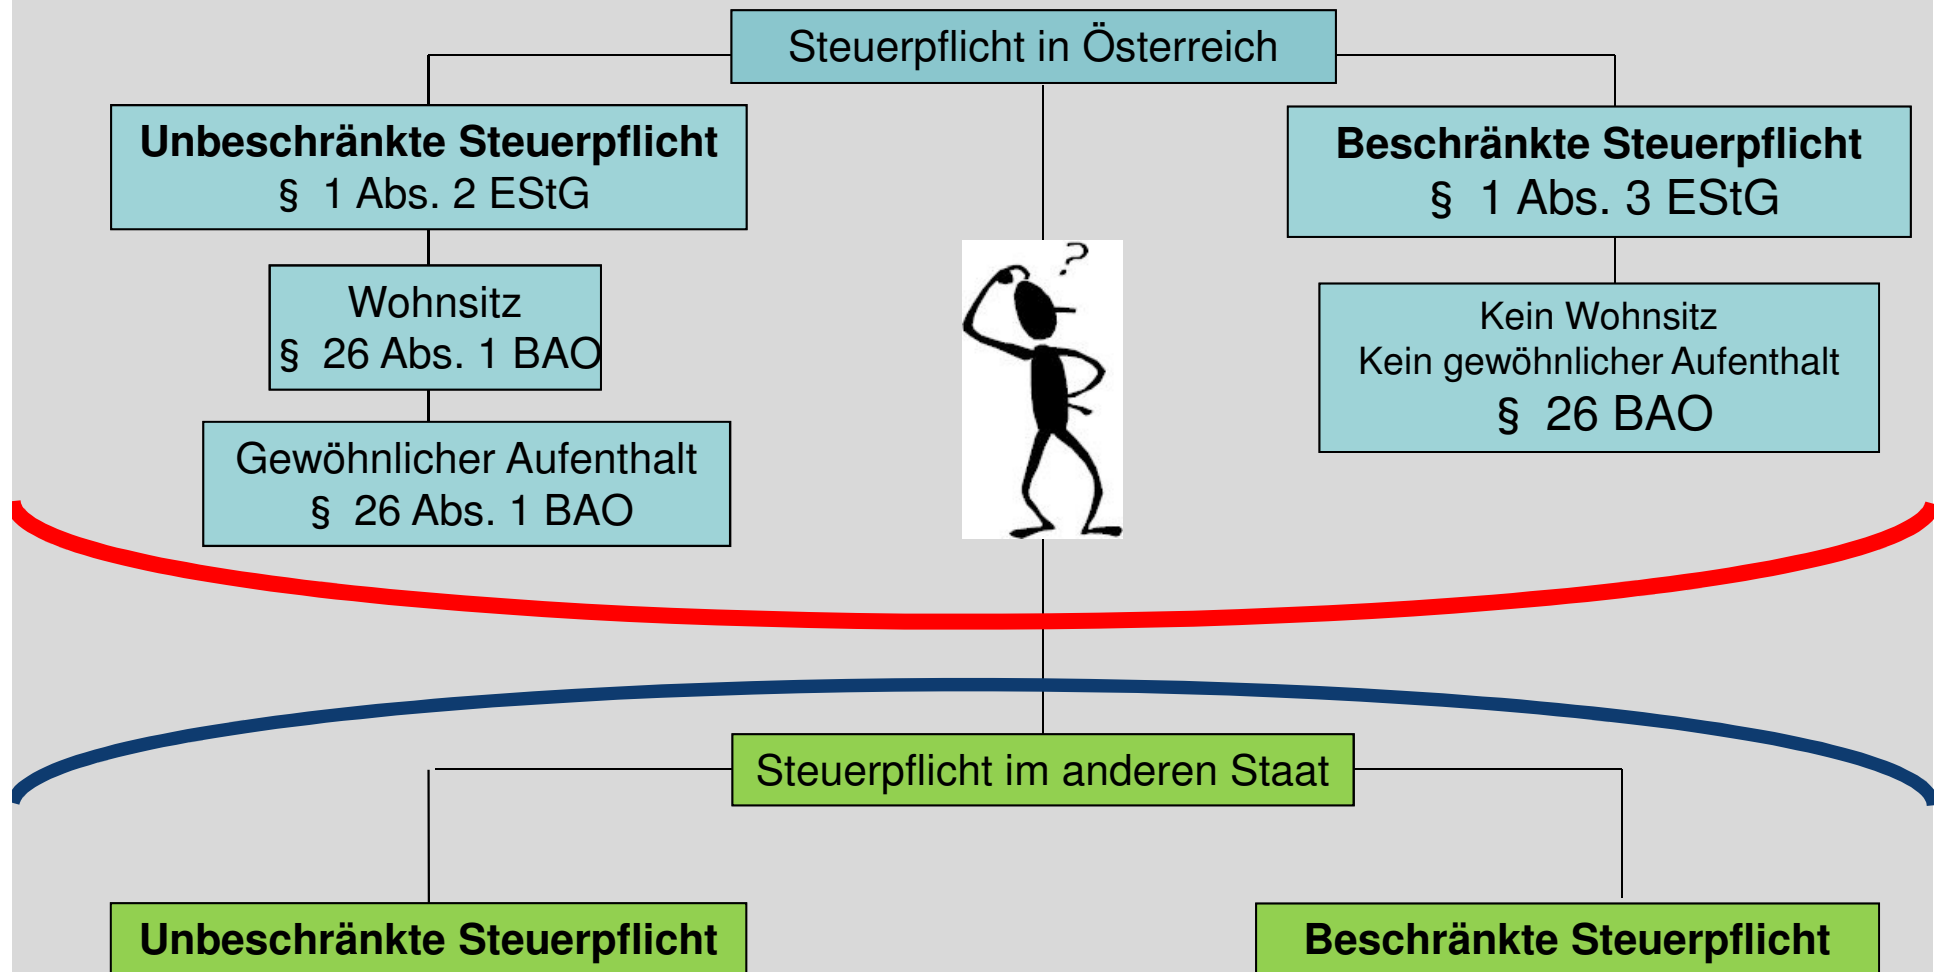 Steuerpflicht in Österreich
Unbeschränkte Steuerpflicht
§ 1 Abs. 2 EStG
Wohnsitz
§ 26 Abs. 1 BAO
Gewöhnlicher Aufenthalt
§ 26 Abs. 1 BAO
Beschränkte Steuerpflicht
§ 1 Abs. 3 EStG
Kein Wohnsitz
Kein gewöhnlicher Aufenthalt
§ 26 BAO
?
Steuerpflicht im anderen Staat
Unbeschränkte Steuerpflicht
Beschränkte Steuerpflicht